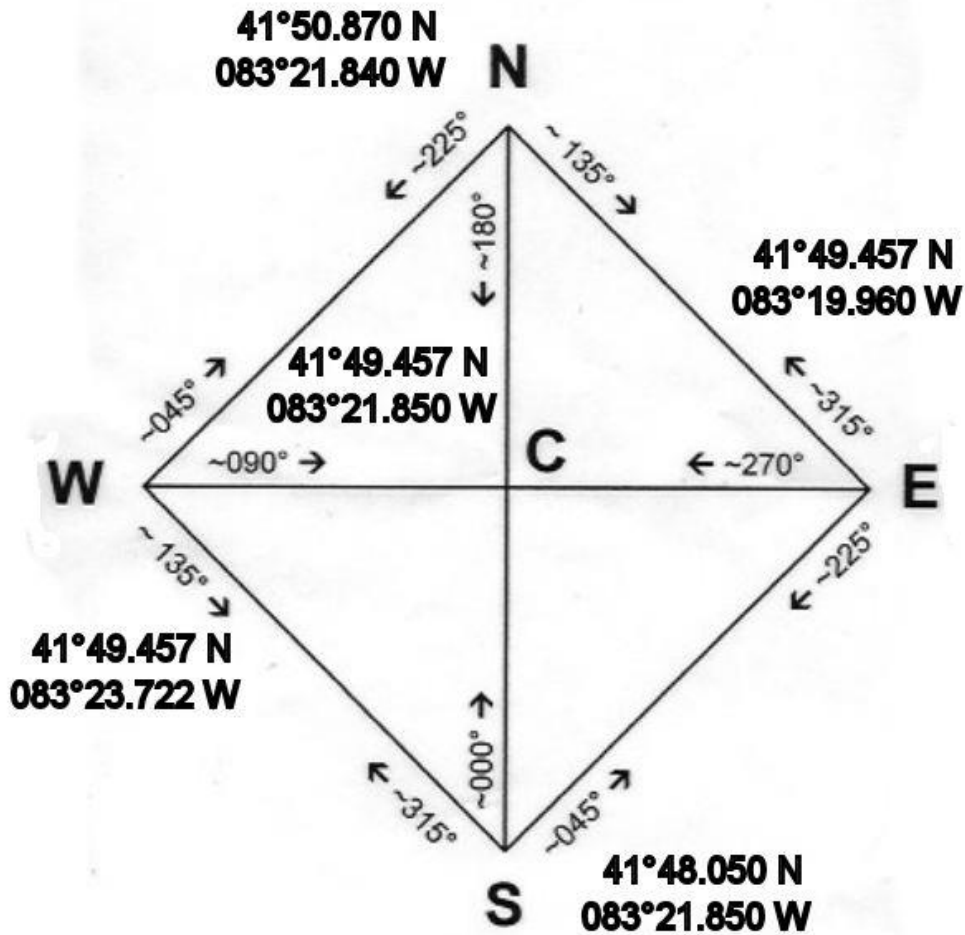 41°50.870 N
083°21.840 W
N
~225°
~ 135°
~180°
41°49.457 N
083°19.960 W
41°49.457 N
083°21.850 W
~045°
~315°
C
W
~090°
~270°
E
~ 135°
~225°
41°49.457 N
083°23.722 W
~000°
~315°
~045°
41°48.050 N
083°21.850 W
S